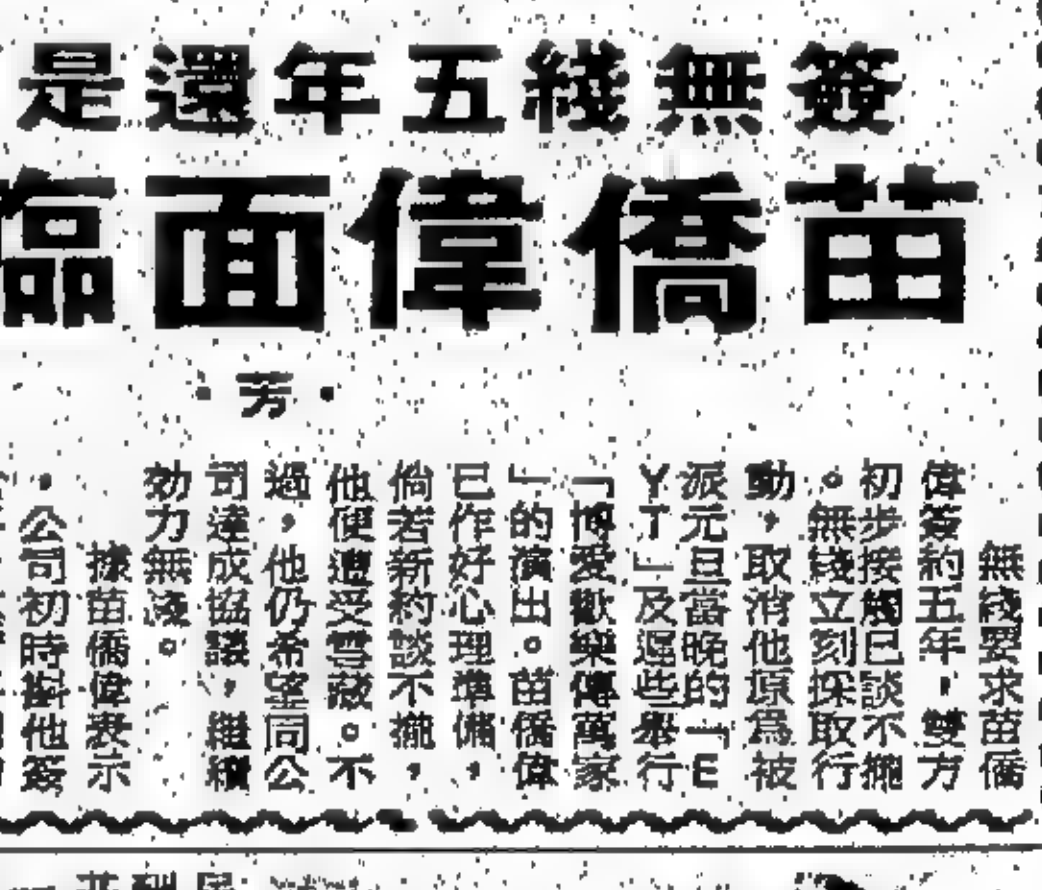 簽無綫五年還是
苗僑偉面臨
·芳·
無綫要求苗僑
偉簽約五年，雙方
初步接觸已談不攏
。無綫立刻採取行
動，取消他原為被
派元旦當晚的「E
YT」及遲些舉行
「博愛歡樂傳萬家
」的演出。苗僑偉
已作好心理準備，
倘若新約談不攏，
他便遭受雪藏。不
過，他仍希望同公
司達成協議，繼續
効力無綫。
據苗僑偉表示
，公司初時與他簽